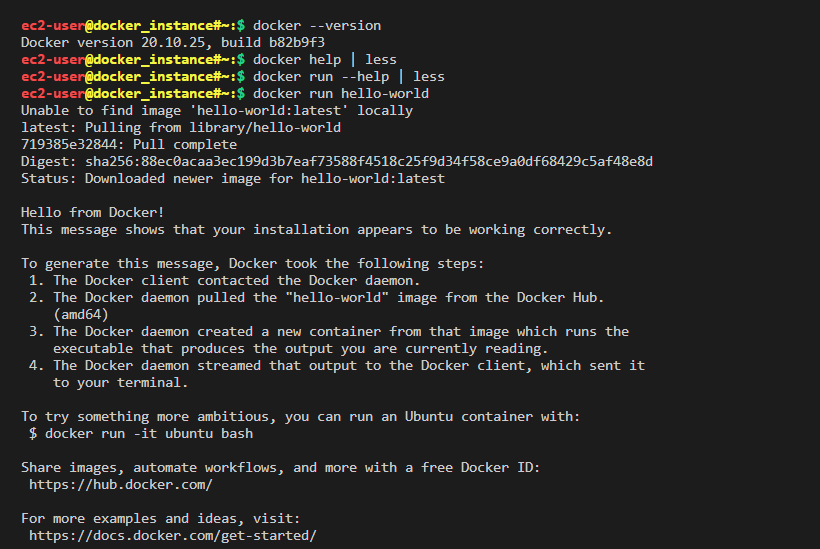 ec2-user@docker_instance#~:$ docker --version
Docker version 20.10.25, build b82b9f3
ec2-user@docker_instance#~:$ docker help | less
ec2-user@docker_instance#~:$ docker run --help | less
ec2-user@docker_instance#~:$ docker run hello-world
Unable to find image 'hello-world:latest' locally
latest: Pulling from library/hello-world
719385e32844: Pull complete
Digest: sha256:88ec0acaa3ec199d3b7eaf73588f4518c25f9d34f58ce9a0df68429c5af48e8d
Status: Downloaded newer image for hello-world:latest

Hello from Docker!
This message shows that your installation appears to be working correctly.

To generate this message, Docker took the following steps:
 1. The Docker client contacted the Docker daemon.
 2. The Docker daemon pulled the "hello-world" image from the Docker Hub.
    (amd64)
 3. The Docker daemon created a new container from that image which runs the
    executable that produces the output you are currently reading.
 4. The Docker daemon streamed that output to the Docker client, which sent it
    to your terminal.

To try something more ambitious, you can run an Ubuntu container with:
 $ docker run -it ubuntu bash

Share images, automate workflows, and more with a free Docker ID:
 https://hub.docker.com/

For more examples and ideas, visit:
 https://docs.docker.com/get-started/